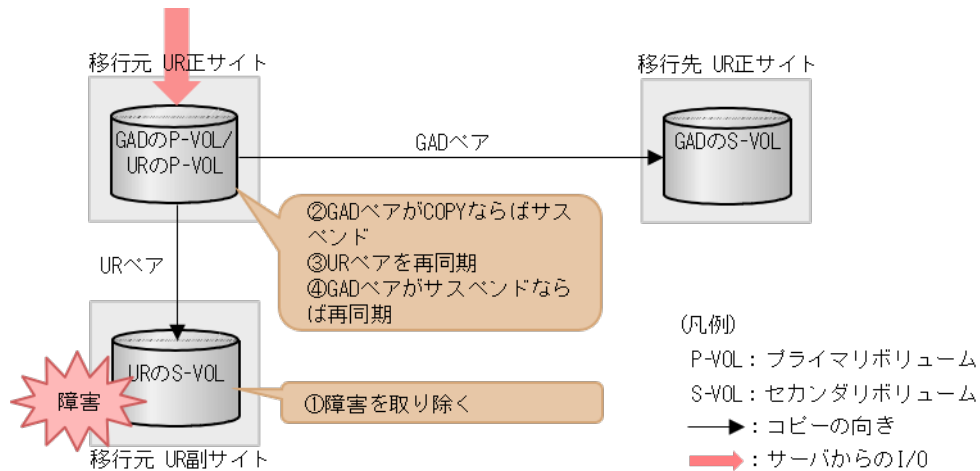 移行元 UR正サイト
移行先 UR正サイト
GADのP-VOL/
URのP-VOL
GADペア
GADのS-VOL
②GADペアがCOPYならばサス
ペンド
③URペアを再同期
④GADペアがサスペンドなら
ば再同期
URペア
URのS-VOL
障害
①障害を取り除く
移行元 UR副サイト
(凡例)
P-VOL：プライマリボリューム
S-VOL：セカンダリボリューム
：コピーの向き
：サーバからのI/O